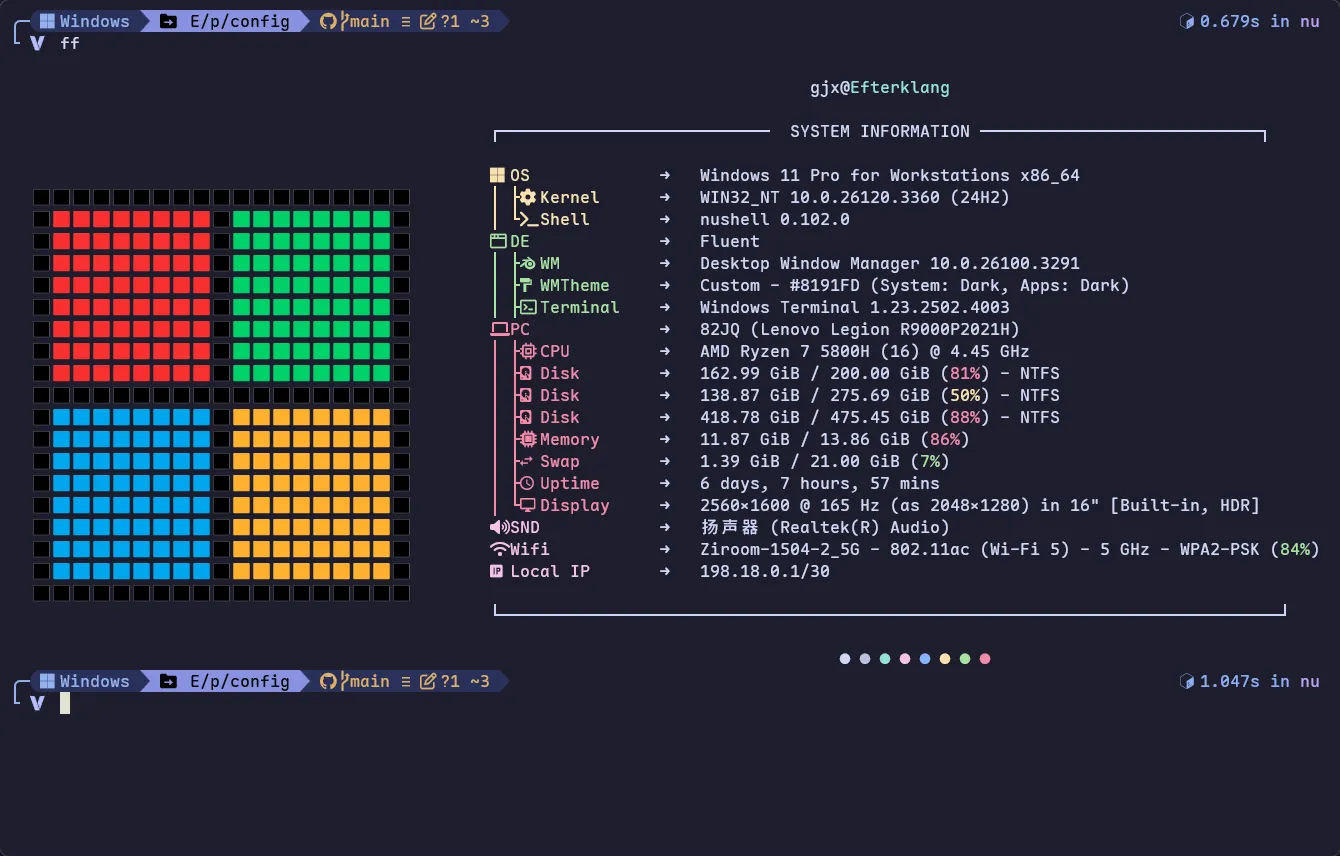 Windows E/p/config main ≡ ?1 ~3 0.679s in nu
V ff
gjx@Efterklang
SYSTEM INFORMATION
OS → Windows 11 Pro for Workstations x86_64
Kernel → WIN32_NT 10.0.26120.3360 (24H2)
Shell → nushell 0.102.0
DE → Fluent
WM → Desktop Window Manager 10.0.26100.3291
WMTheme → Custom - #8191FD (System: Dark, Apps: Dark)
Terminal → Windows Terminal 1.23.2502.4003
PC → 82JQ (Lenovo Legion R9000P2021H)
CPU → AMD Ryzen 7 5800H (16) @ 4.45 GHz
Disk → 162.99 GiB / 200.00 GiB (81%) - NTFS
Disk → 138.87 GiB / 275.69 GiB (50%) - NTFS
Disk → 418.78 GiB / 475.45 GiB (88%) - NTFS
Memory → 11.87 GiB / 13.86 GiB (86%)
Swap → 1.39 GiB / 21.00 GiB (7%)
Uptime → 6 days, 7 hours, 57 mins
Display → 2560×1600 @ 165 Hz (as 2048×1280) in 16" [Built-in, HDR]
SND → 扬声器 (Realtek(R) Audio)
Wifi → Ziroom-1504-2_5G - 802.11ac (Wi-Fi 5) - 5 GHz - WPA2-PSK (84%)
IP Local IP → 198.18.0.1/30
Windows E/p/config main ≡ ?1 ~3 1.047s in nu
V